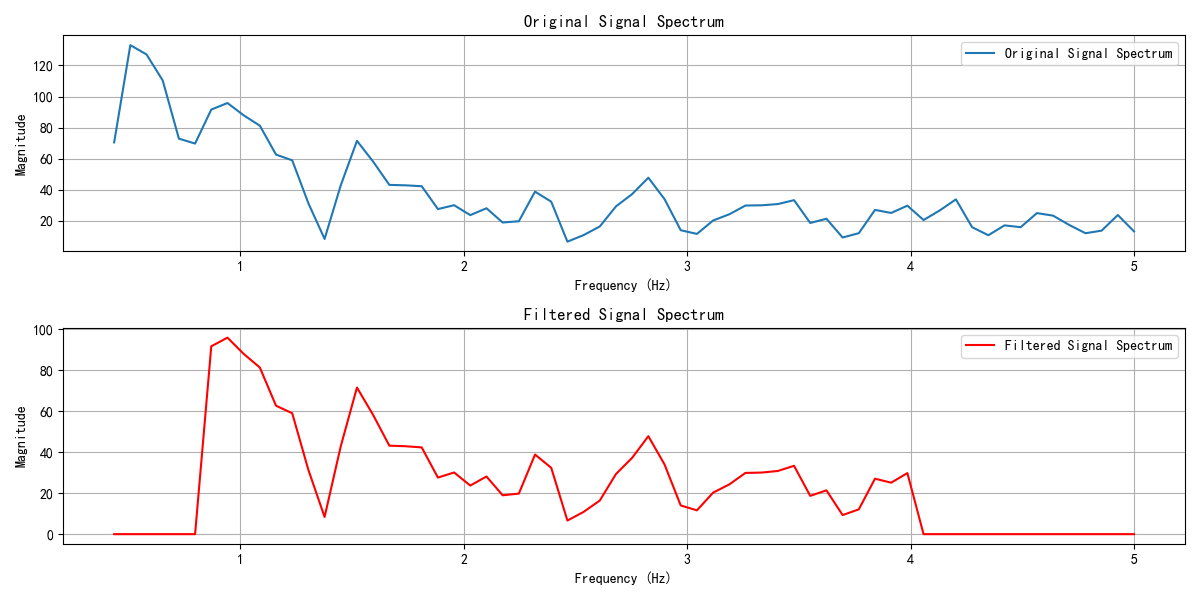 Original Signal Spectrum
Original Signal Spectrum
Magnitude
120
100
80
60
40
20
1 2 3 4 5
Frequency (Hz)
Filtered Signal Spectrum
Filtered Signal Spectrum
Magnitude
100
80
60
40
20
0
1 2 3 4 5
Frequency (Hz)